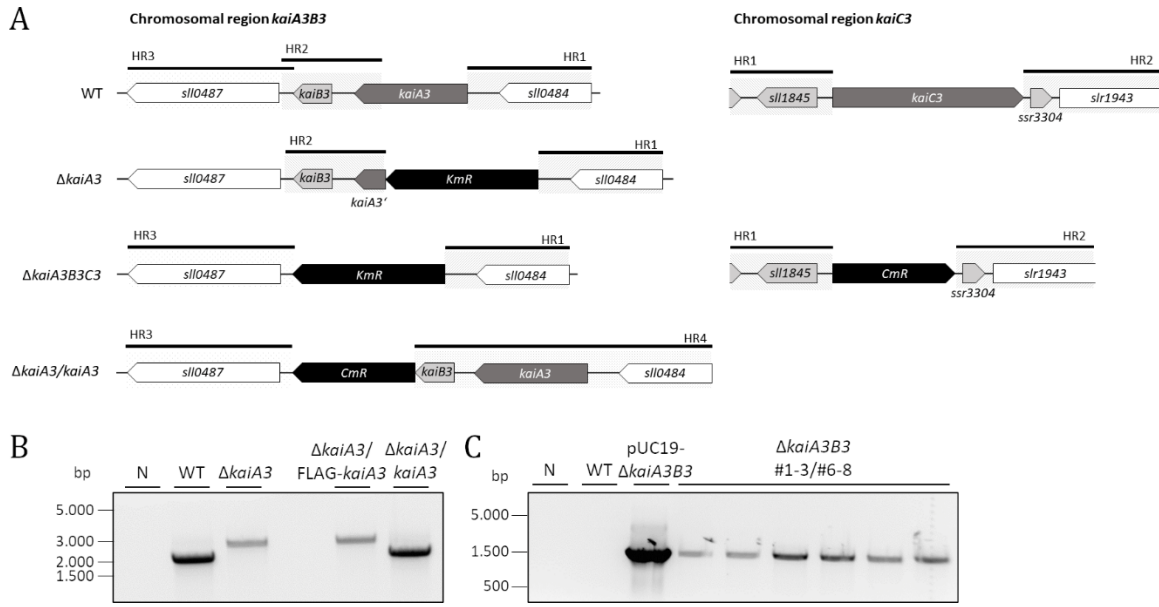 A
Chromosomal region kaiA3B3
Chromosomal region kaiC3
HR3
HR2
HR1
WT
sll0487
kaiB3
kaiA3
sll0484
HR1
HR2
sll1845
kaiC3
ssr3304
slr1943
HR2
HR1
ΔkaiA3
sll0487
kaiB3
kaiA3‘
KmR
sll0484
HR3
HR1
ΔkaiA3B3C3
sll0487
KmR
sll0484
HR1
HR2
sll1845
CmR
ssr3304
slr1943
HR3
HR4
ΔkaiA3/kaiA3
sll0487
CmR
kaiB3
kaiA3
sll0484
B
bp
N
WT
ΔkaiA3
ΔkaiA3/
FLAG-kaiA3
ΔkaiA3/
kaiA3
5.000
3.000
2.000
1.500
C
bp
N
WT
pUC19-
ΔkaiA3B3
ΔkaiA3B3
#1-3/#6-8
5.000
1.500
500